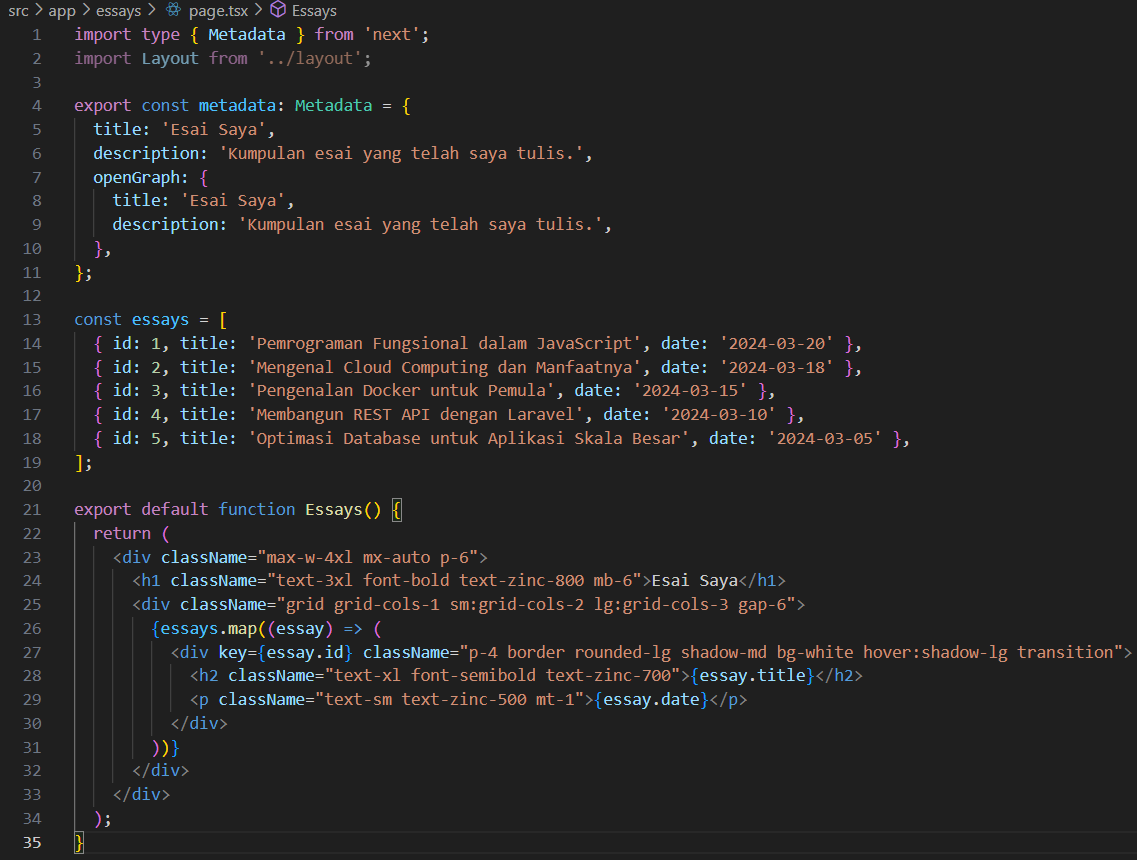 src > app > essays > page.tsx > Essays
1 import type { Metadata } from 'next';
2 import Layout from '../layout';
3
4 export const metadata: Metadata = {
5   title: 'Esai Saya',
6   description: 'Kumpulan esai yang telah saya tulis.',
7   openGraph: {
8     title: 'Esai Saya',
9     description: 'Kumpulan esai yang telah saya tulis.',
10   },
11 };
12
13 const essays = [
14   { id: 1, title: 'Pemrograman Fungsional dalam JavaScript', date: '2024-03-20' },
15   { id: 2, title: 'Mengenal Cloud Computing dan Manfaatnya', date: '2024-03-18' },
16   { id: 3, title: 'Pengenalan Docker untuk Pemula', date: '2024-03-15' },
17   { id: 4, title: 'Membangun REST API dengan Laravel', date: '2024-03-10' },
18   { id: 5, title: 'Optimasi Database untuk Aplikasi Skala Besar', date: '2024-03-05' },
19 ];
20
21 export default function Essays() {
22   return (
23     <div className="max-w-4xl mx-auto p-6">
24       <h1 className="text-3xl font-bold text-zinc-800 mb-6">Esai Saya</h1>
25       <div className="grid grid-cols-1 sm:grid-cols-2 lg:grid-cols-3 gap-6">
26         {essays.map((essay) => (
27           <div key={essay.id} className="p-4 border rounded-lg shadow-md bg-white hover:shadow-lg transition">
28             <h2 className="text-xl font-semibold text-zinc-700">{essay.title}</h2>
29             <p className="text-sm text-zinc-500 mt-1">{essay.date}</p>
30           </div>
31         ))}
32       </div>
33     </div>
34   );
35 }